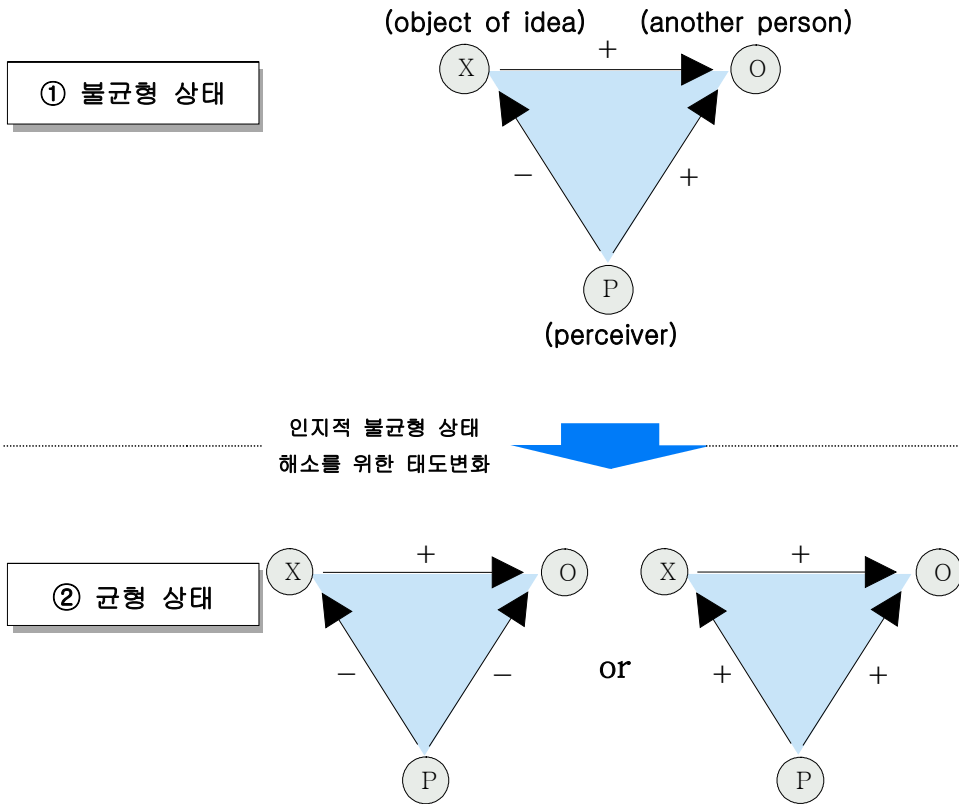 (object of idea) (another person)
X + O
① 불균형 상태
− +
P
(perceiver)
인지적 불균형 상태
해소를 위한 태도변화
② 균형 상태
X + O X + O
− − or + +
P P